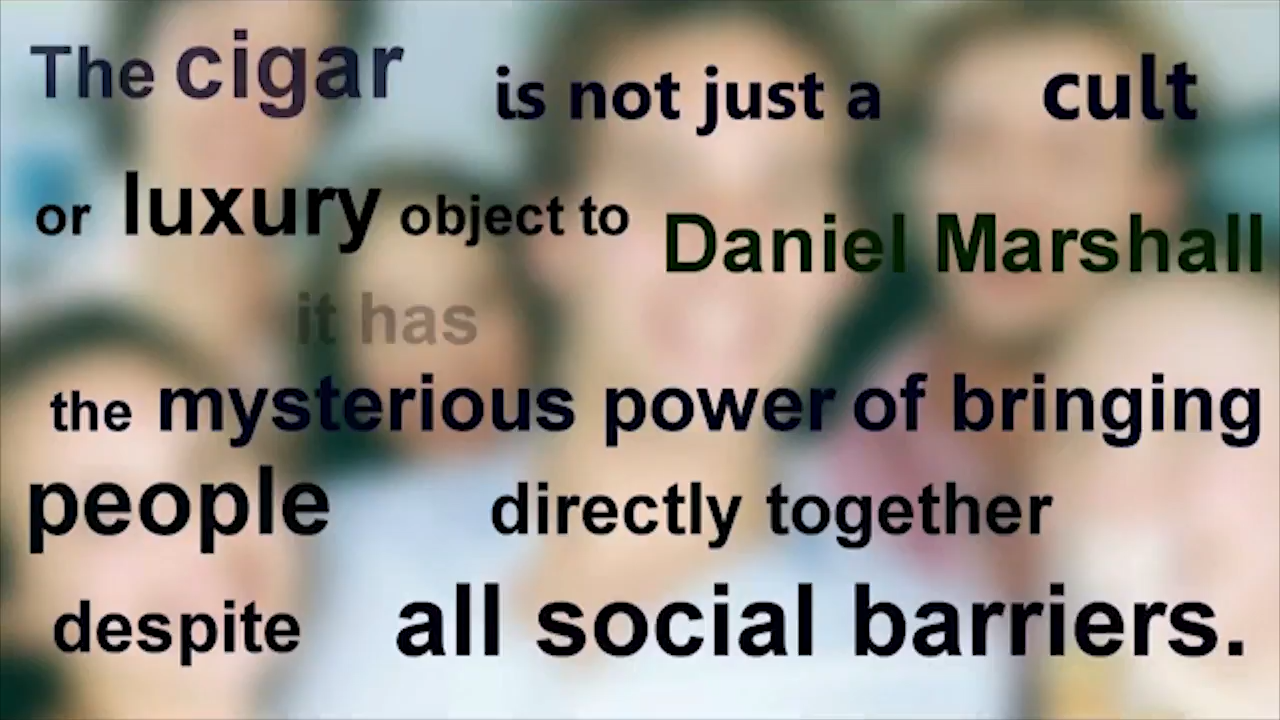 The cigar is not just a cult
or luxury object to Daniel Marshall
it has
the mysterious power of bringing
people directly together
despite all social barriers.